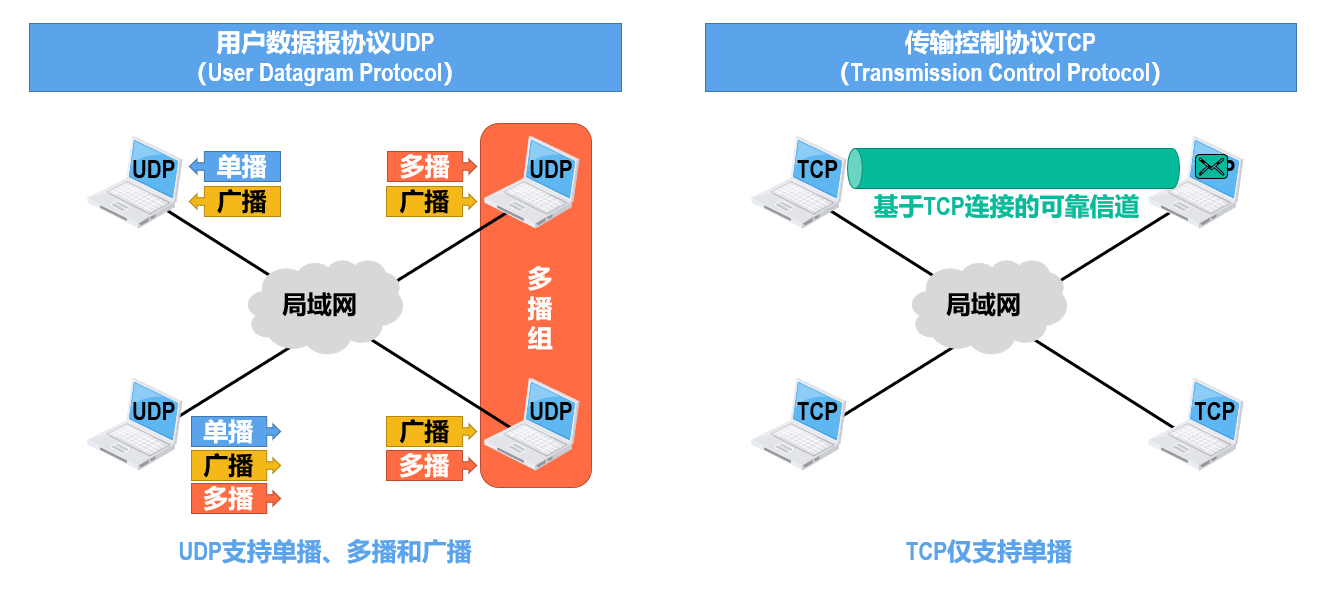 用户数据报协议UDP
（User Datagram Protocol）
UDP
单播
广播
多播
广播
UDP
多播组
局域网
UDP
单播
广播
多播
广播
多播
UDP
UDP支持单播、多播和广播
传输控制协议TCP
（Transmission Control Protocol）
TCP
基于TCP连接的可靠信道
局域网
TCP
TCP
TCP仅支持单播